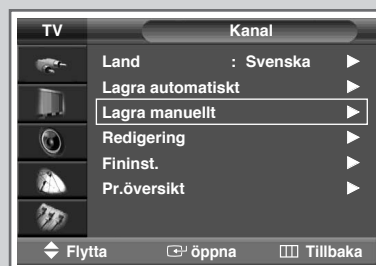 TV Kanal
Land : Svenska
Lagra automatiskt
Lagra manuellt
Redigering
Fininst.
Pr.översikt
Flytta öppna Tillbaka